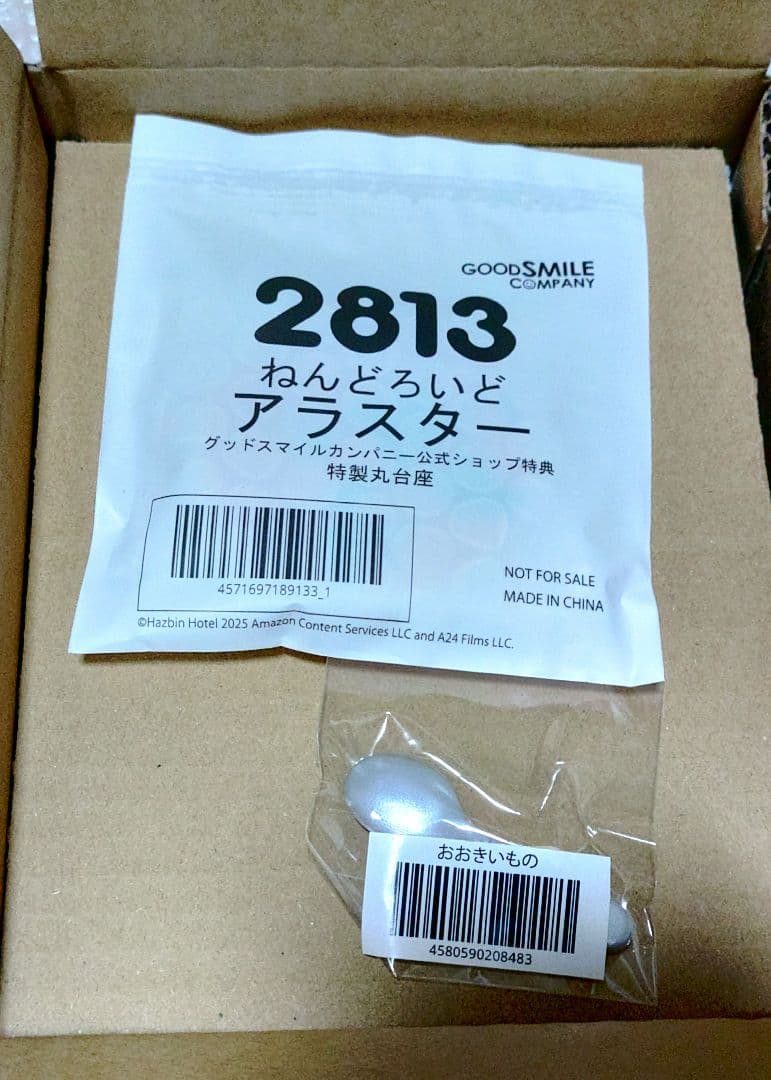 GOODSMILE
COMPANY
2813
ねんどろいど
アラスター
グッドスマイルカンパニー公式ショップ特典
特製丸台座
4571697189133_1
NOT FOR SALE
MADE IN CHINA
©Hazbin Hotel 2025 Amazon Content Services LLC and A24 Films LLC.
おおきいもの
4580590208483